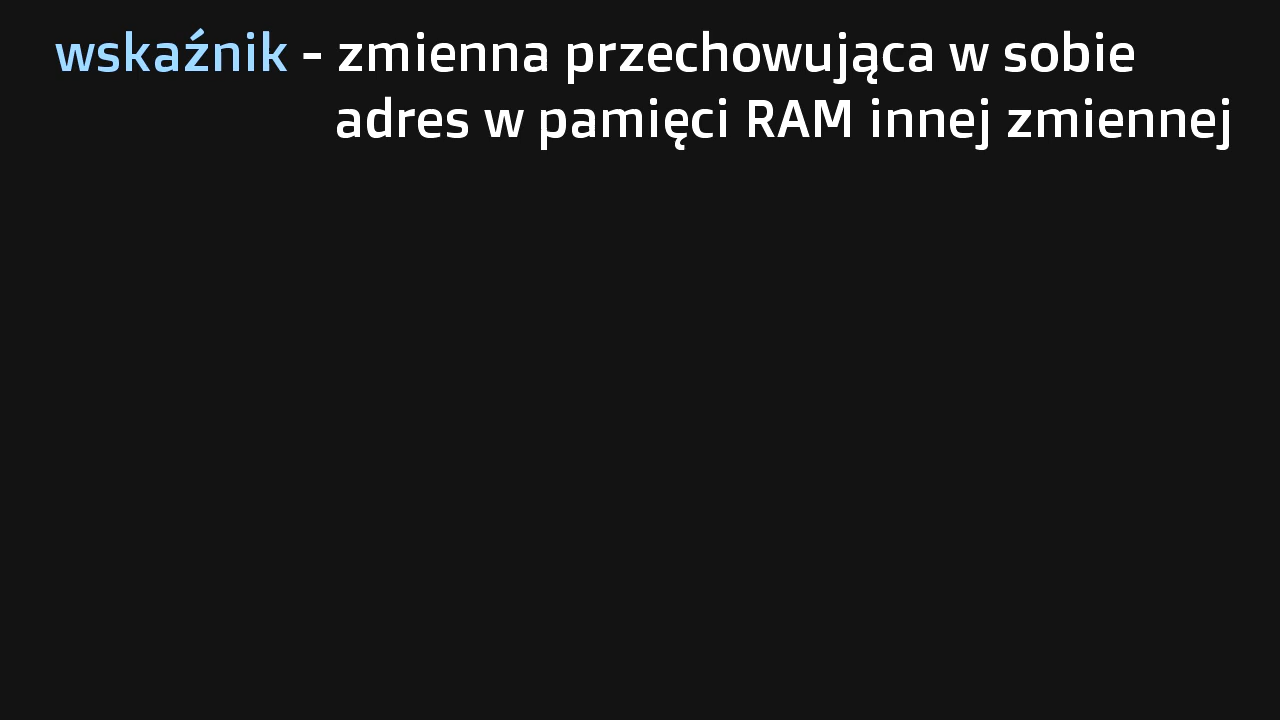 wskaźnik - zmienna przechowująca w sobie
adres w pamięci RAM innej zmiennej